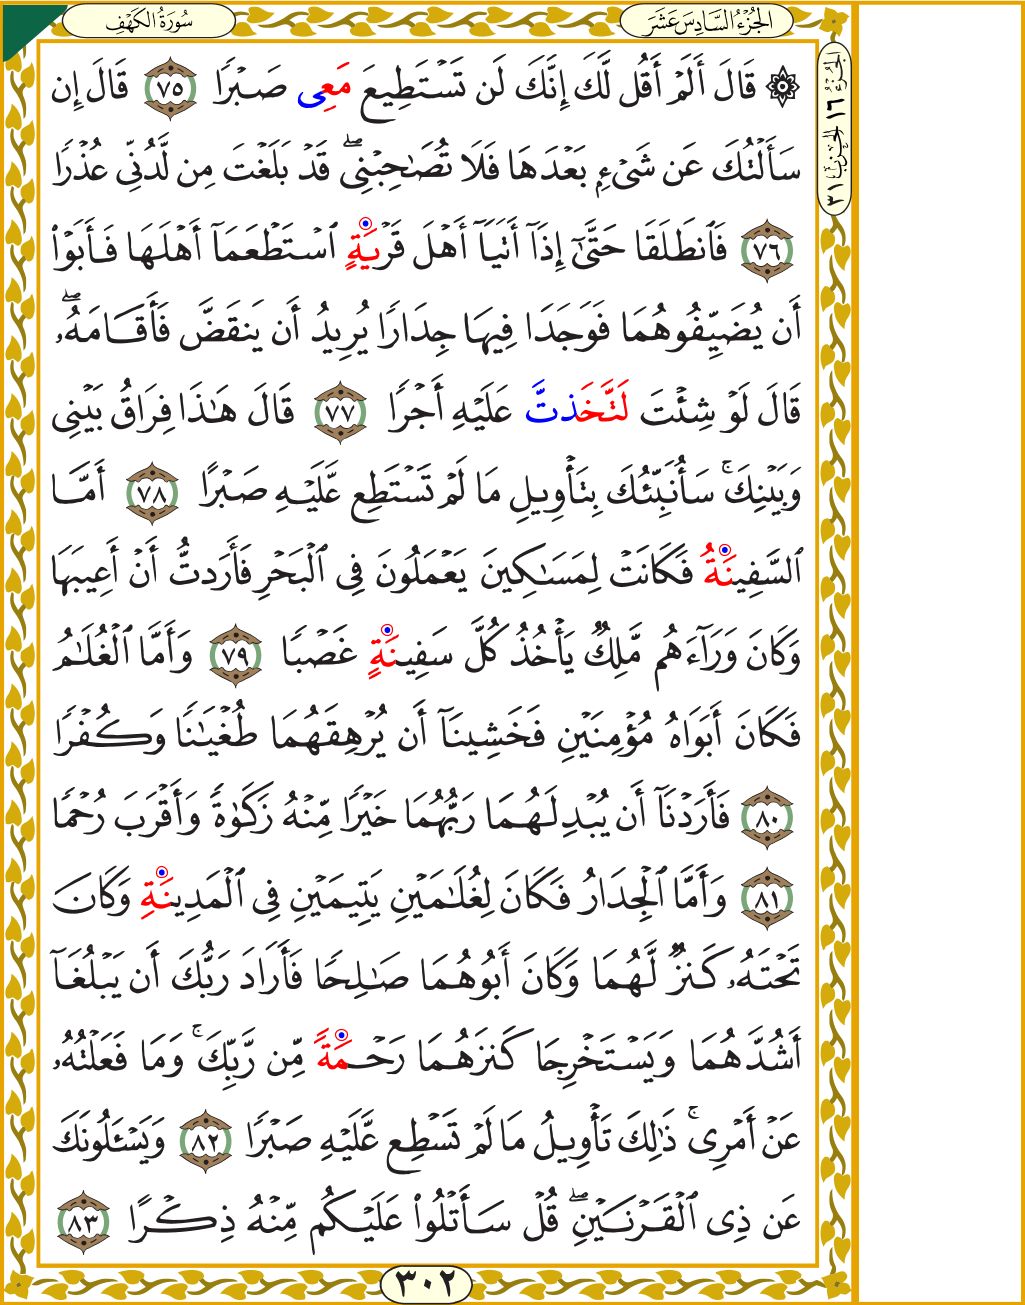 سُورَةُ الكَهْفِ
الجُزْءُ السَّادِسَ عَشَرَ
الجزء ١٦ الحزب ٣١
۞ قَالَ أَلَمْ أَقُل لَّكَ إِنَّكَ لَن تَسْتَطِيعَ مَعِى صَبْرًا ٧٥ قَالَ إِن
سَأَلْتُكَ عَن شَىْءٍۭ بَعْدَهَا فَلَا تُصَٰحِبْنِى ۖ قَدْ بَلَغْتَ مِن لَّدُنِّى عُذْرًا
٧٦ فَٱنطَلَقَا حَتَّىٰٓ إِذَآ أَتَيَآ أَهْلَ قَرْيَةٍ ٱسْتَطْعَمَآ أَهْلَهَا فَأَبَوْا۟
أَن يُضَيِّفُوهُمَا فَوَجَدَا فِيهَا جِدَارًا يُرِيدُ أَن يَنقَضَّ فَأَقَامَهُۥ ۖ
قَالَ لَوْ شِئْتَ لَتَّخَذتَّ عَلَيْهِ أَجْرًا ٧٧ قَالَ هَٰذَا فِرَاقُ بَيْنِى
وَبَيْنِكَ ۚ سَأُنَبِّئُكَ بِتَأْوِيلِ مَا لَمْ تَسْتَطِع عَّلَيْهِ صَبْرًا ٧٨ أَمَّا
ٱلسَّفِينَةُ فَكَانَتْ لِمَسَٰكِينَ يَعْمَلُونَ فِى ٱلْبَحْرِ فَأَرَدتُّ أَنْ أَعِيبَهَا
وَكَانَ وَرَآءَهُم مَّلِكٌ يَأْخُذُ كُلَّ سَفِينَةٍ غَصْبًا ٧٩ وَأَمَّا ٱلْغُلَٰمُ
فَكَانَ أَبَوَاهُ مُؤْمِنَيْنِ فَخَشِينَآ أَن يُرْهِقَهُمَا طُغْيَٰنًا وَكُفْرًا
٨٠ فَأَرَدْنَآ أَن يُبْدِلَهُمَا رَبُّهُمَا خَيْرًا مِّنْهُ زَكَوٰةً وَأَقْرَبَ رُحْمًا
٨١ وَأَمَّا ٱلْجِدَارُ فَكَانَ لِغُلَٰمَيْنِ يَتِيمَيْنِ فِى ٱلْمَدِينَةِ وَكَانَ
تَحْتَهُۥ كَنزٌ لَّهُمَا وَكَانَ أَبُوهُمَا صَٰلِحًا فَأَرَادَ رَبُّكَ أَن يَبْلُغَآ
أَشُدَّهُمَا وَيَسْتَخْرِجَا كَنزَهُمَا رَحْمَةً مِّن رَّبِّكَ ۚ وَمَا فَعَلْتُهُۥ
عَنْ أَمْرِى ۚ ذَٰلِكَ تَأْوِيلُ مَا لَمْ تَسْطِع عَّلَيْهِ صَبْرًا ٨٢ وَيَسْـَٔلُونَكَ
عَن ذِى ٱلْقَرْنَيْنِ ۖ قُلْ سَأَتْلُوا۟ عَلَيْكُم مِّنْهُ ذِكْرًا ٨٣
٣٠٢